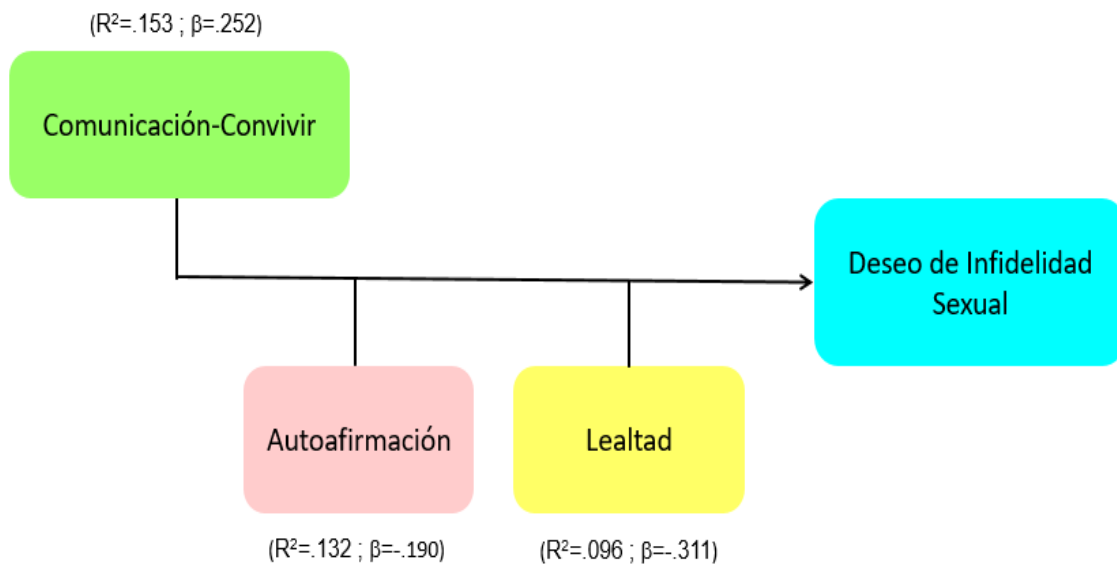 (R²=.153 ; β=.252)
Comunicación-Convivir
Deseo de Infidelidad
Sexual
Autoafirmación
Lealtad
(R²=.132 ; β=-.190)
(R²=.096 ; β=-.311)